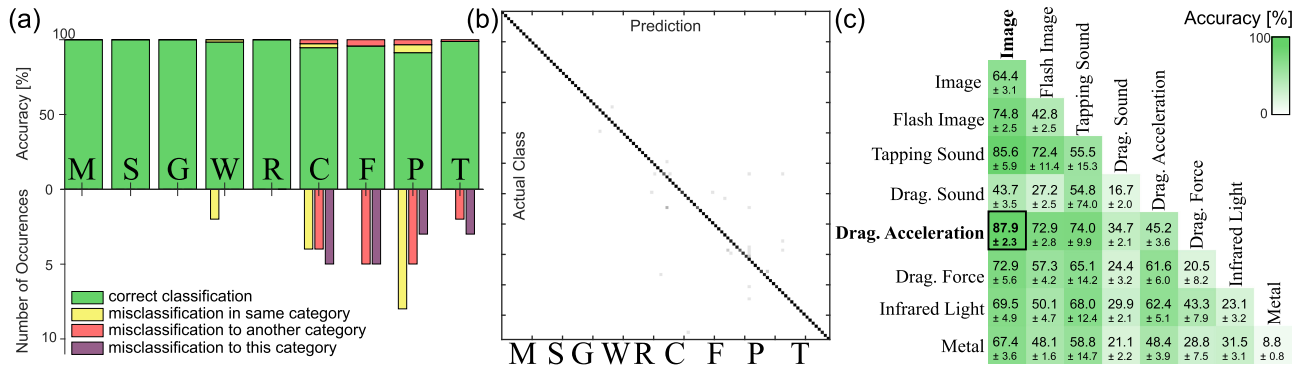 (a)
100
50
0
5
10
Accuracy [%]
Number of Occurences
M S G W R C F P T
correct classification
misclassification in same category
misclassification to another category
misclassification to this category
(b)
Prediction
Actual Class
M S G W R C F P T
(c)
Accuracy [%]
100
0
Image
Flash Image
Tapping Sound
Drag. Sound
Drag. Acceleration
Drag. Force
Infrared Light
Metal
Image 64.4
± 3.1
Flash Image 74.8 42.8
± 2.5 ± 2.5
Tapping Sound 85.6 72.4 55.5
± 5.9 ± 11.4 ± 15.3
Drag. Sound 43.7 27.2 54.8 16.7
± 3.5 ± 2.5 ± 74.0 ± 2.0
Drag. Acceleration 87.9 72.9 74.0 34.7 45.2
± 2.3 ± 2.8 ± 9.9 ± 2.1 ± 3.6
Drag. Force 72.9 57.3 65.1 24.4 61.6 20.5
± 5.6 ± 4.2 ± 14.2 ± 3.2 ± 6.0 ± 8.2
Infrared Light 69.5 50.1 68.0 29.9 62.4 43.3 23.1
± 4.9 ± 4.7 ± 12.4 ± 2.1 ± 5.1 ± 7.9 ± 3.2
Metal 67.4 48.1 58.8 21.1 48.4 28.8 31.5 8.8
± 3.6 ± 1.6 ± 14.7 ± 2.2 ± 3.9 ± 7.5 ± 3.1 ± 0.8